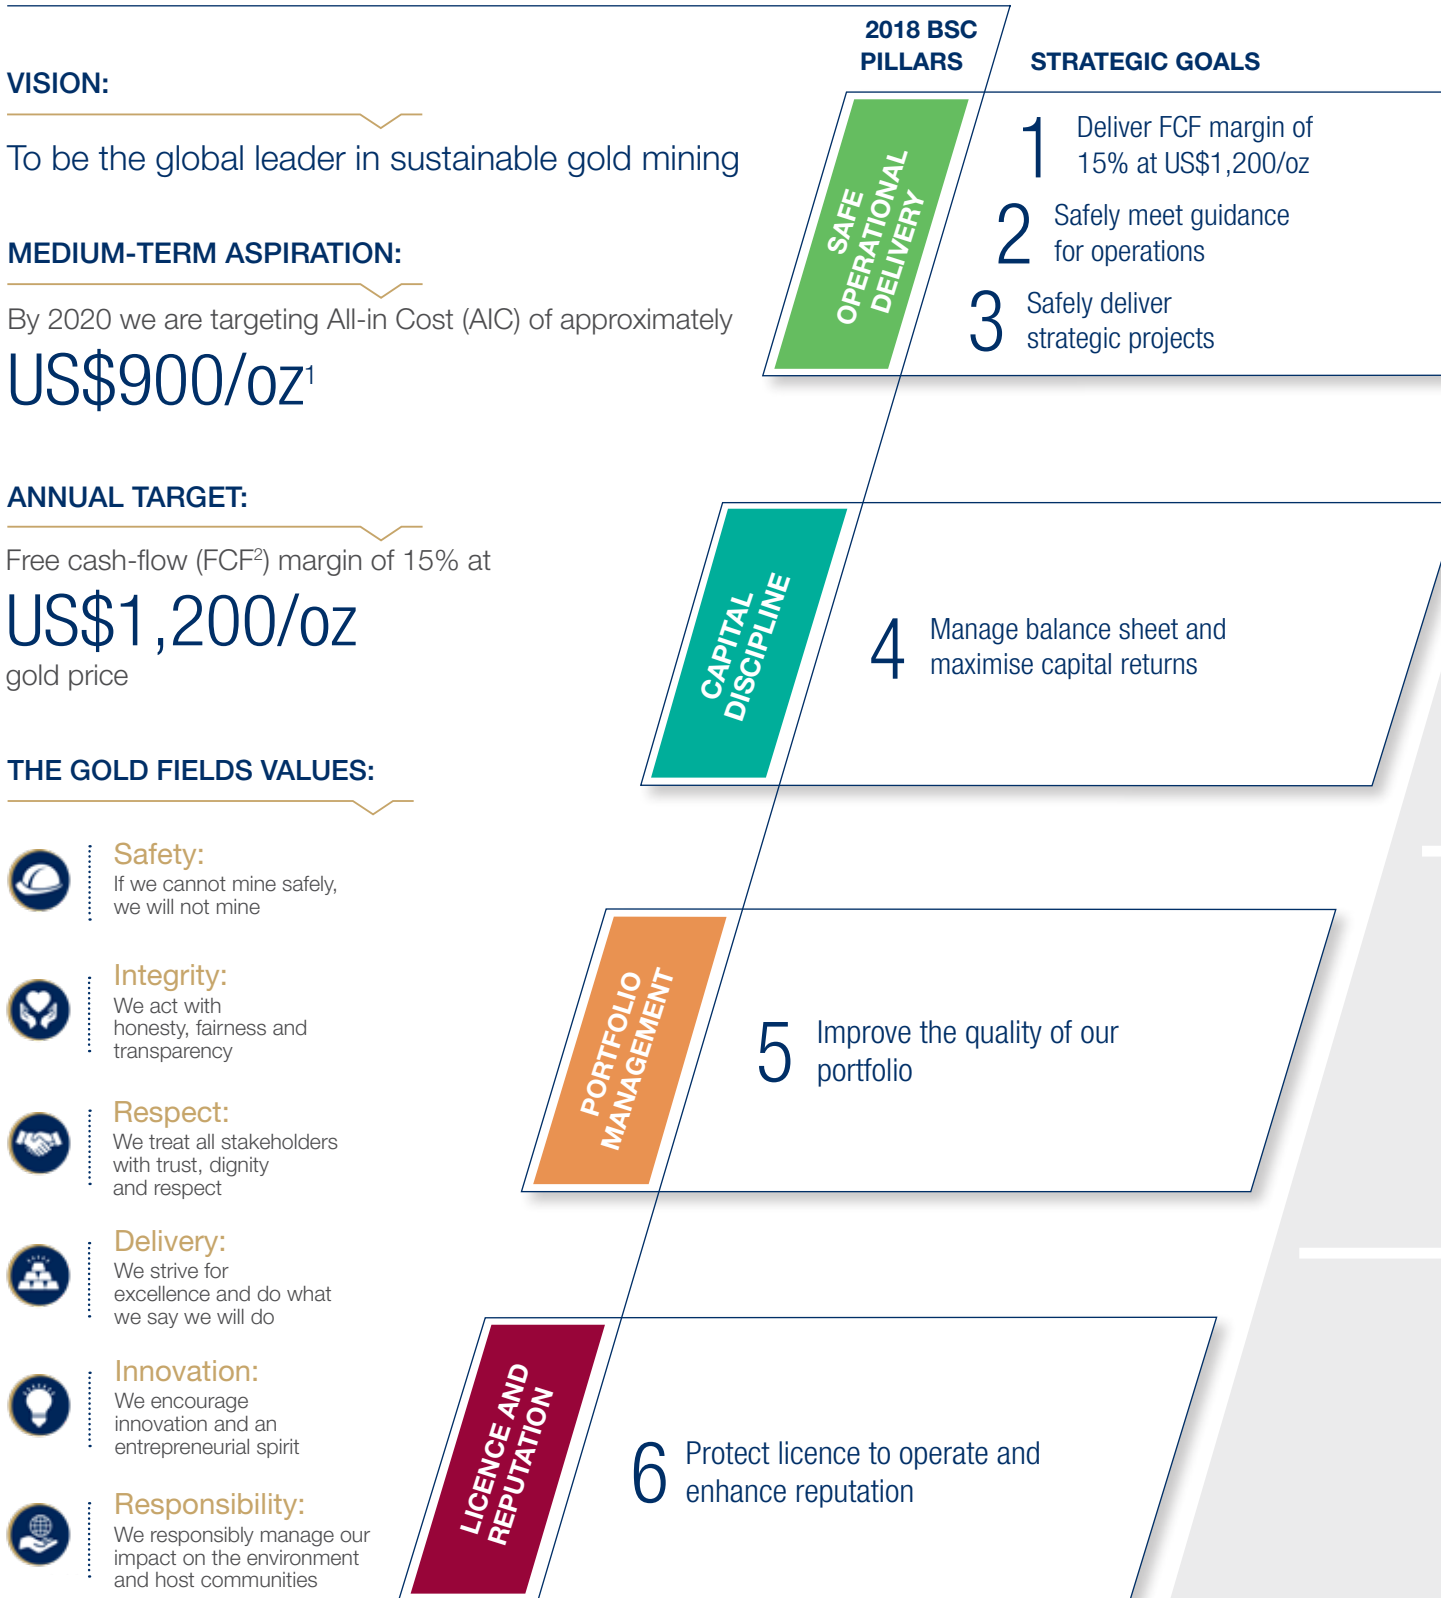 VISION:
To be the global leader in sustainable gold mining
MEDIUM-TERM ASPIRATION:
By 2020 we are targeting All-in Cost (AIC) of approximately
US$900/oz¹
ANNUAL TARGET:
Free cash-flow (FCF²) margin of 15% at
US$1,200/oz
gold price
THE GOLD FIELDS VALUES:
Safety:
If we cannot mine safely,
we will not mine
Integrity:
We act with
honesty, fairness and
transparency
Respect:
We treat all stakeholders
with trust, dignity
and respect
Delivery:
We strive for
excellence and do what
we say we will do
Innovation:
We encourage
innovation and an
entrepreneurial spirit
Responsibility:
We responsibly manage our
impact on the environment
and host communities
2018 BSC
PILLARS
STRATEGIC GOALS
SAFE
OPERATIONAL
DELIVERY
1 Deliver FCF margin of
15% at US$1,200/oz
2 Safely meet guidance
for operations
3 Safely deliver
strategic projects
CAPITAL
DISCIPLINE
4 Manage balance sheet and
maximise capital returns
PORTFOLIO
MANAGEMENT
5 Improve the quality of our
portfolio
LICENCE AND
REPUTATION
6 Protect licence to operate and
enhance reputation